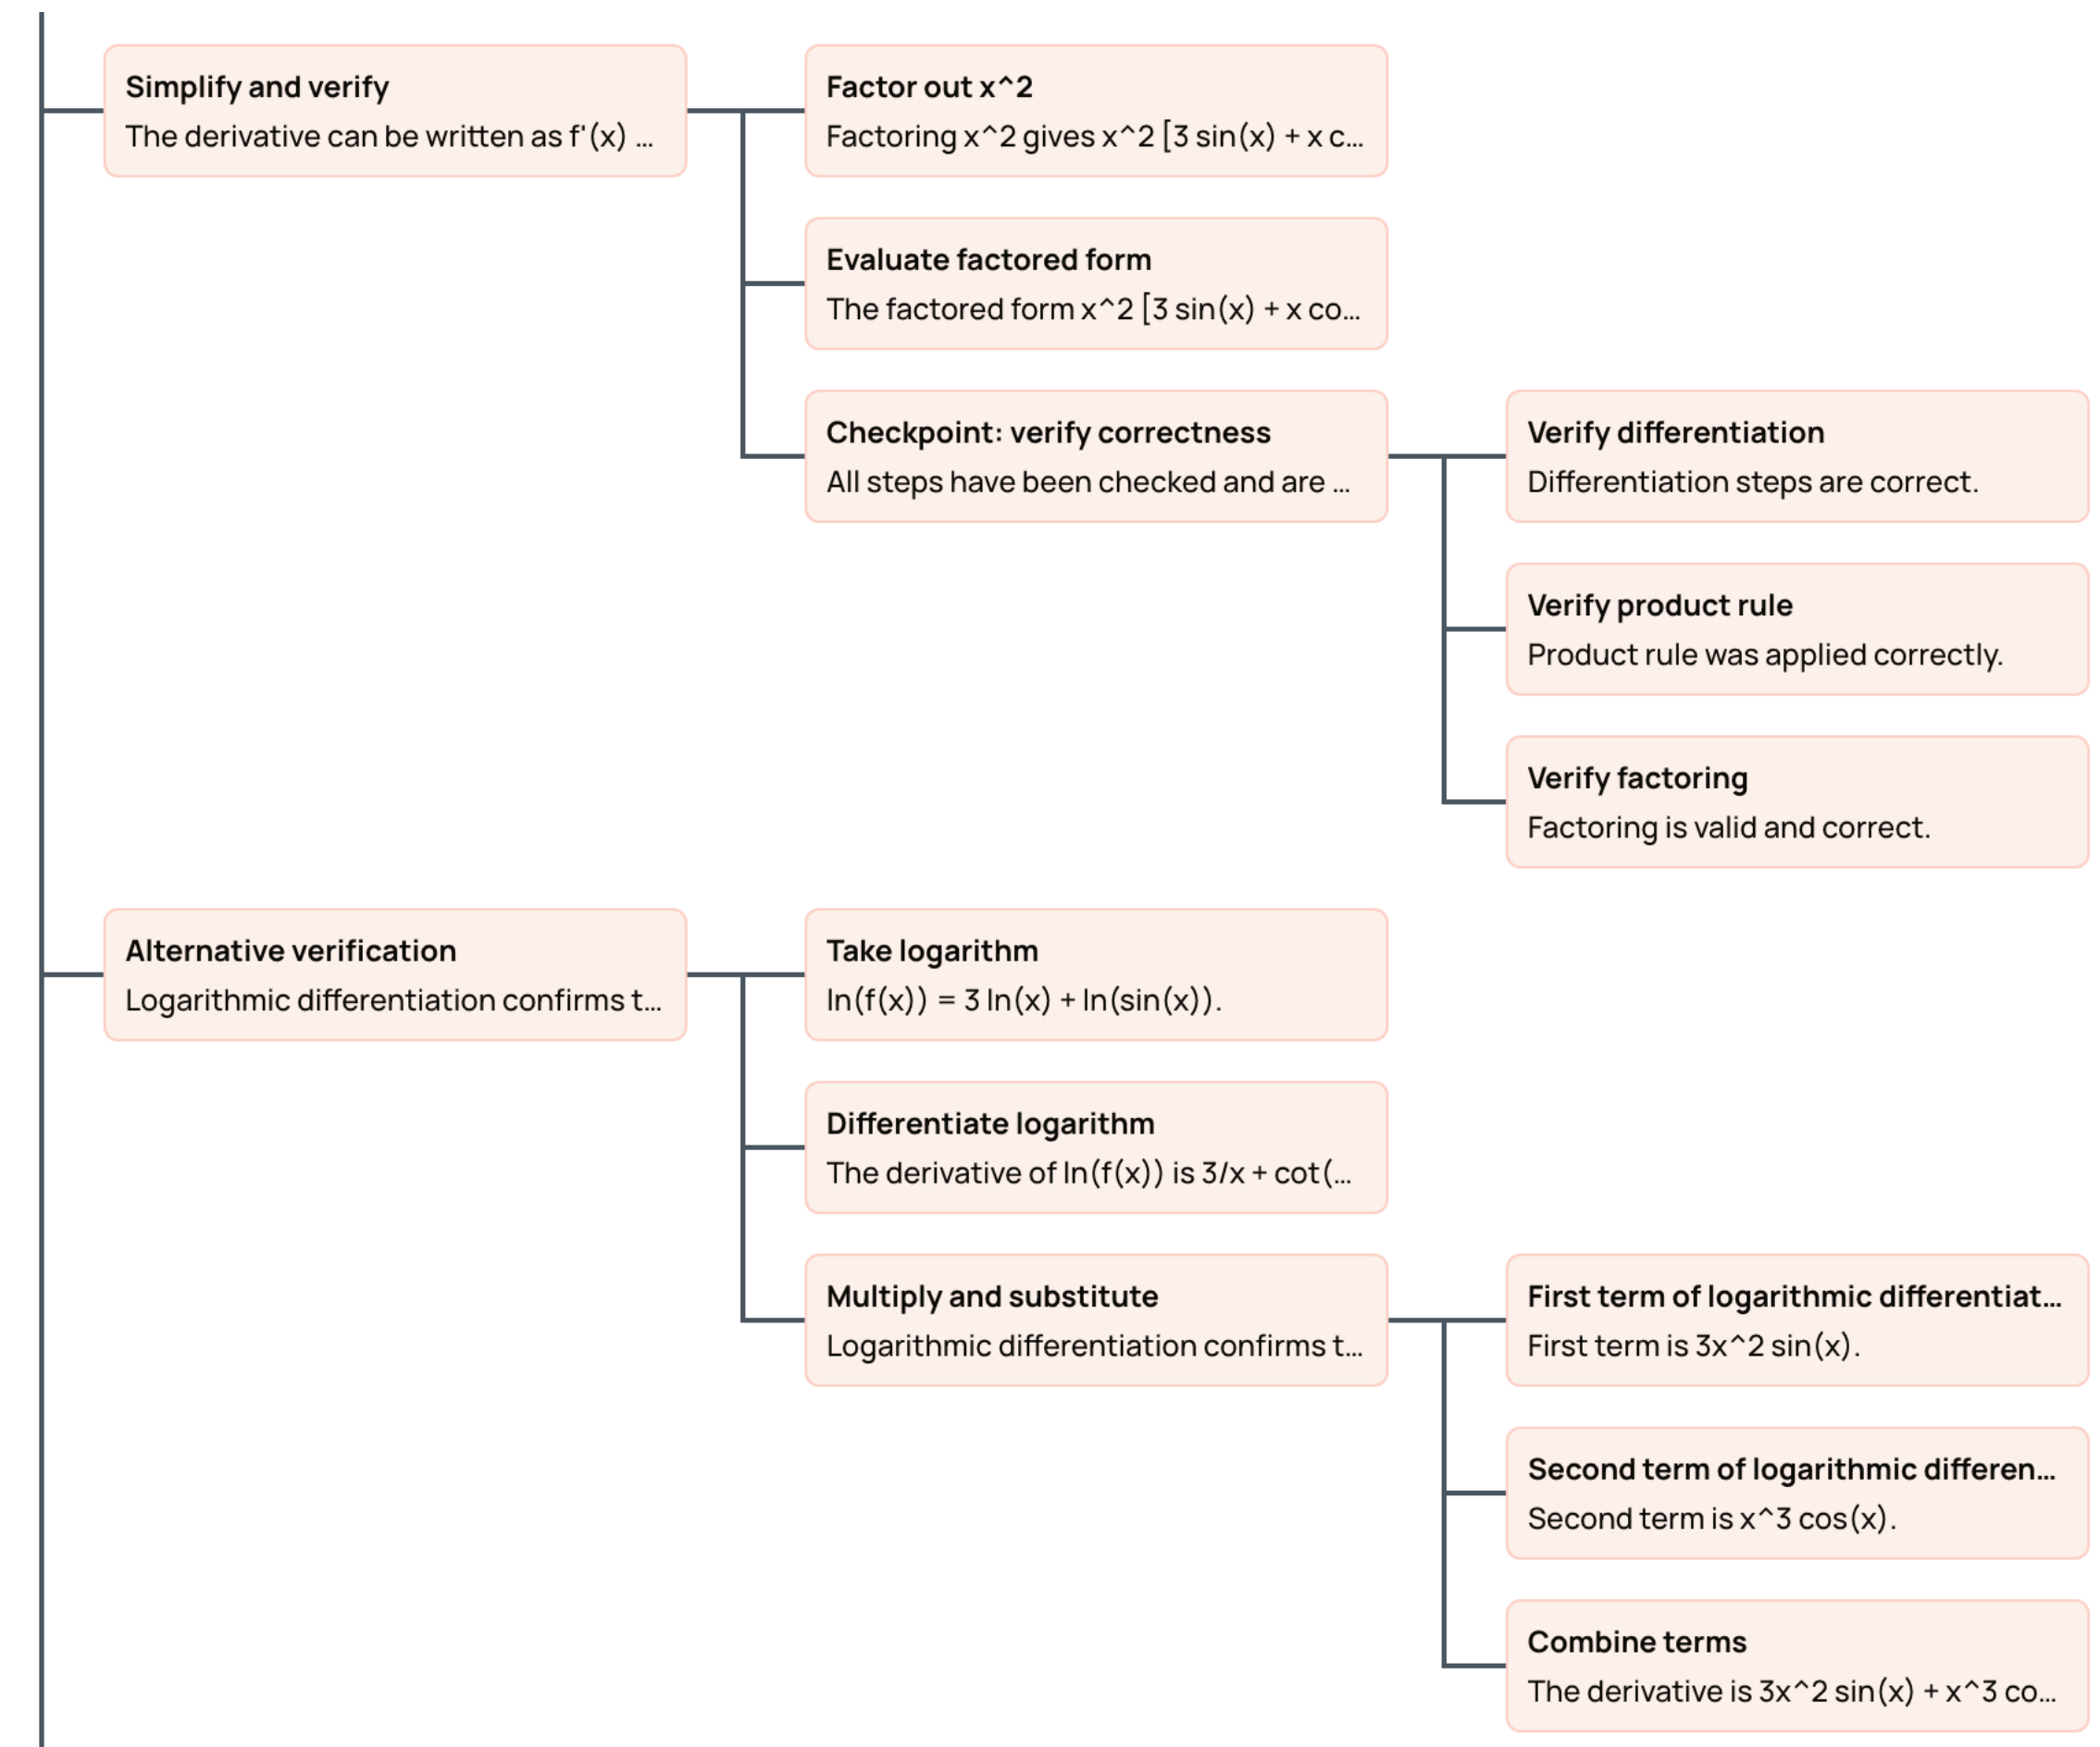 Simplify and verify
The derivative can be written as f'(x) ...
Factor out x^2
Factoring x^2 gives x^2 [3 sin(x) + x c...
Evaluate factored form
The factored form x^2 [3 sin(x) + x co...
Checkpoint: verify correctness
All steps have been checked and are ...
Verify differentiation
Differentiation steps are correct.
Verify product rule
Product rule was applied correctly.
Verify factoring
Factoring is valid and correct.
Alternative verification
Logarithmic differentiation confirms t...
Take logarithm
ln(f(x)) = 3 ln(x) + ln(sin(x)).
Differentiate logarithm
The derivative of ln(f(x)) is 3/x + cot(...
Multiply and substitute
Logarithmic differentiation confirms t...
First term of logarithmic differentiat...
First term is 3x^2 sin(x).
Second term of logarithmic differen...
Second term is x^3 cos(x).
Combine terms
The derivative is 3x^2 sin(x) + x^3 co...